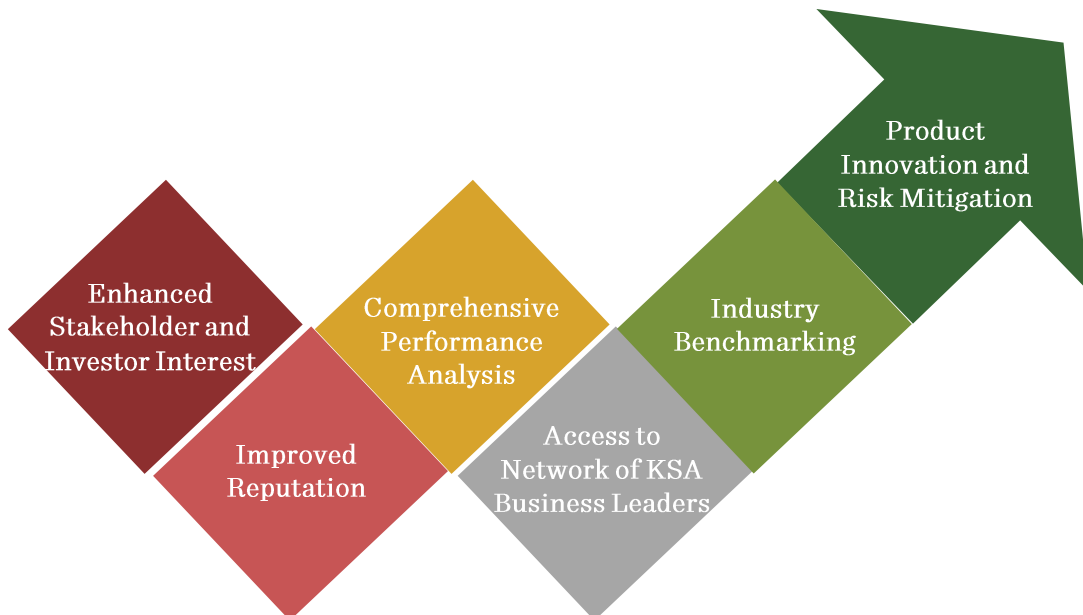 Enhanced
Stakeholder and
Investor Interest
Improved
Reputation
Comprehensive
Performance
Analysis
Access to
Network of KSA
Business Leaders
Industry
Benchmarking
Product
Innovation and
Risk Mitigation